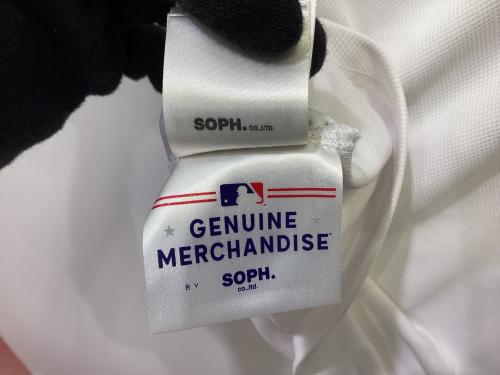 SOPH. CO.,LTD.
GENUINE
MERCHANDISE
BY SOPH.
co.,ltd.